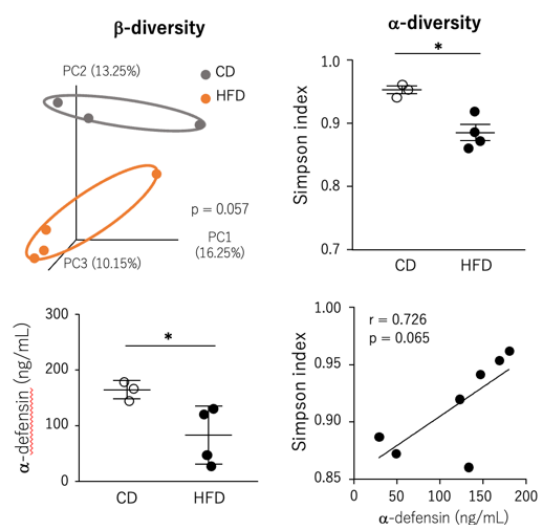 β-diversity
PC2 (13.25%)
CD
HFD
p = 0.057
PC1
(16.25%)
PC3 (10.15%)
α-diversity
*
Simpson index
1.0
0.9
0.8
0.7
CD
HFD
α-defensin (ng/mL)
300
200
100
0
*
CD
HFD
r = 0.726
p = 0.065
Simpson index
0.95
0.90
0.85
0
50
100
150
200
α-defensin (ng/mL)